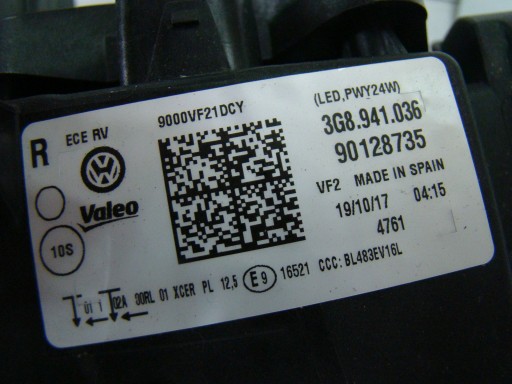 R ECE RV 9000VF21DCY (LED,PWY24W)
3G8.941.036
90128735
VW
Valeo
VF2 MADE IN SPAIN
19/10/17 04:15
4761
10S
01 1 02A 00RL 01 XCER PL 12,5 E9 16521 CCC: BL483EV16L